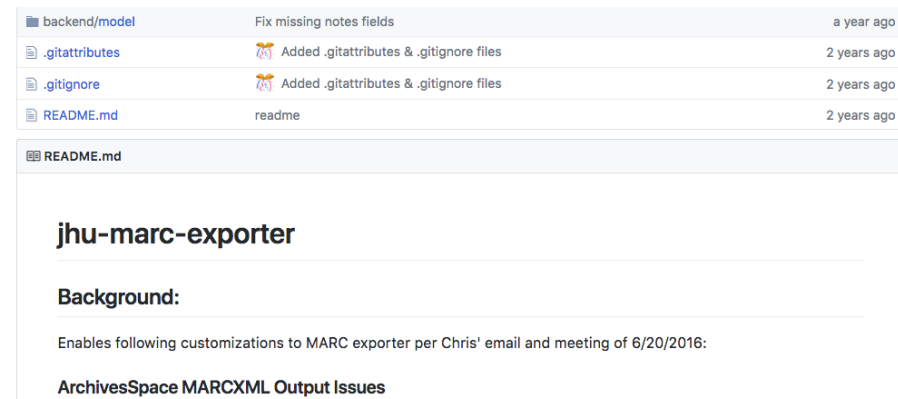 backend/model Fix missing notes fields a year ago
.gitattributes Added .gitattributes & .gitignore files 2 years ago
.gitignore Added .gitattributes & .gitignore files 2 years ago
README.md readme 2 years ago
README.md
jhu-marc-exporter
Background:
Enables following customizations to MARC exporter per Chris' email and meeting of 6/20/2016:
ArchivesSpace MARCXML Output Issues